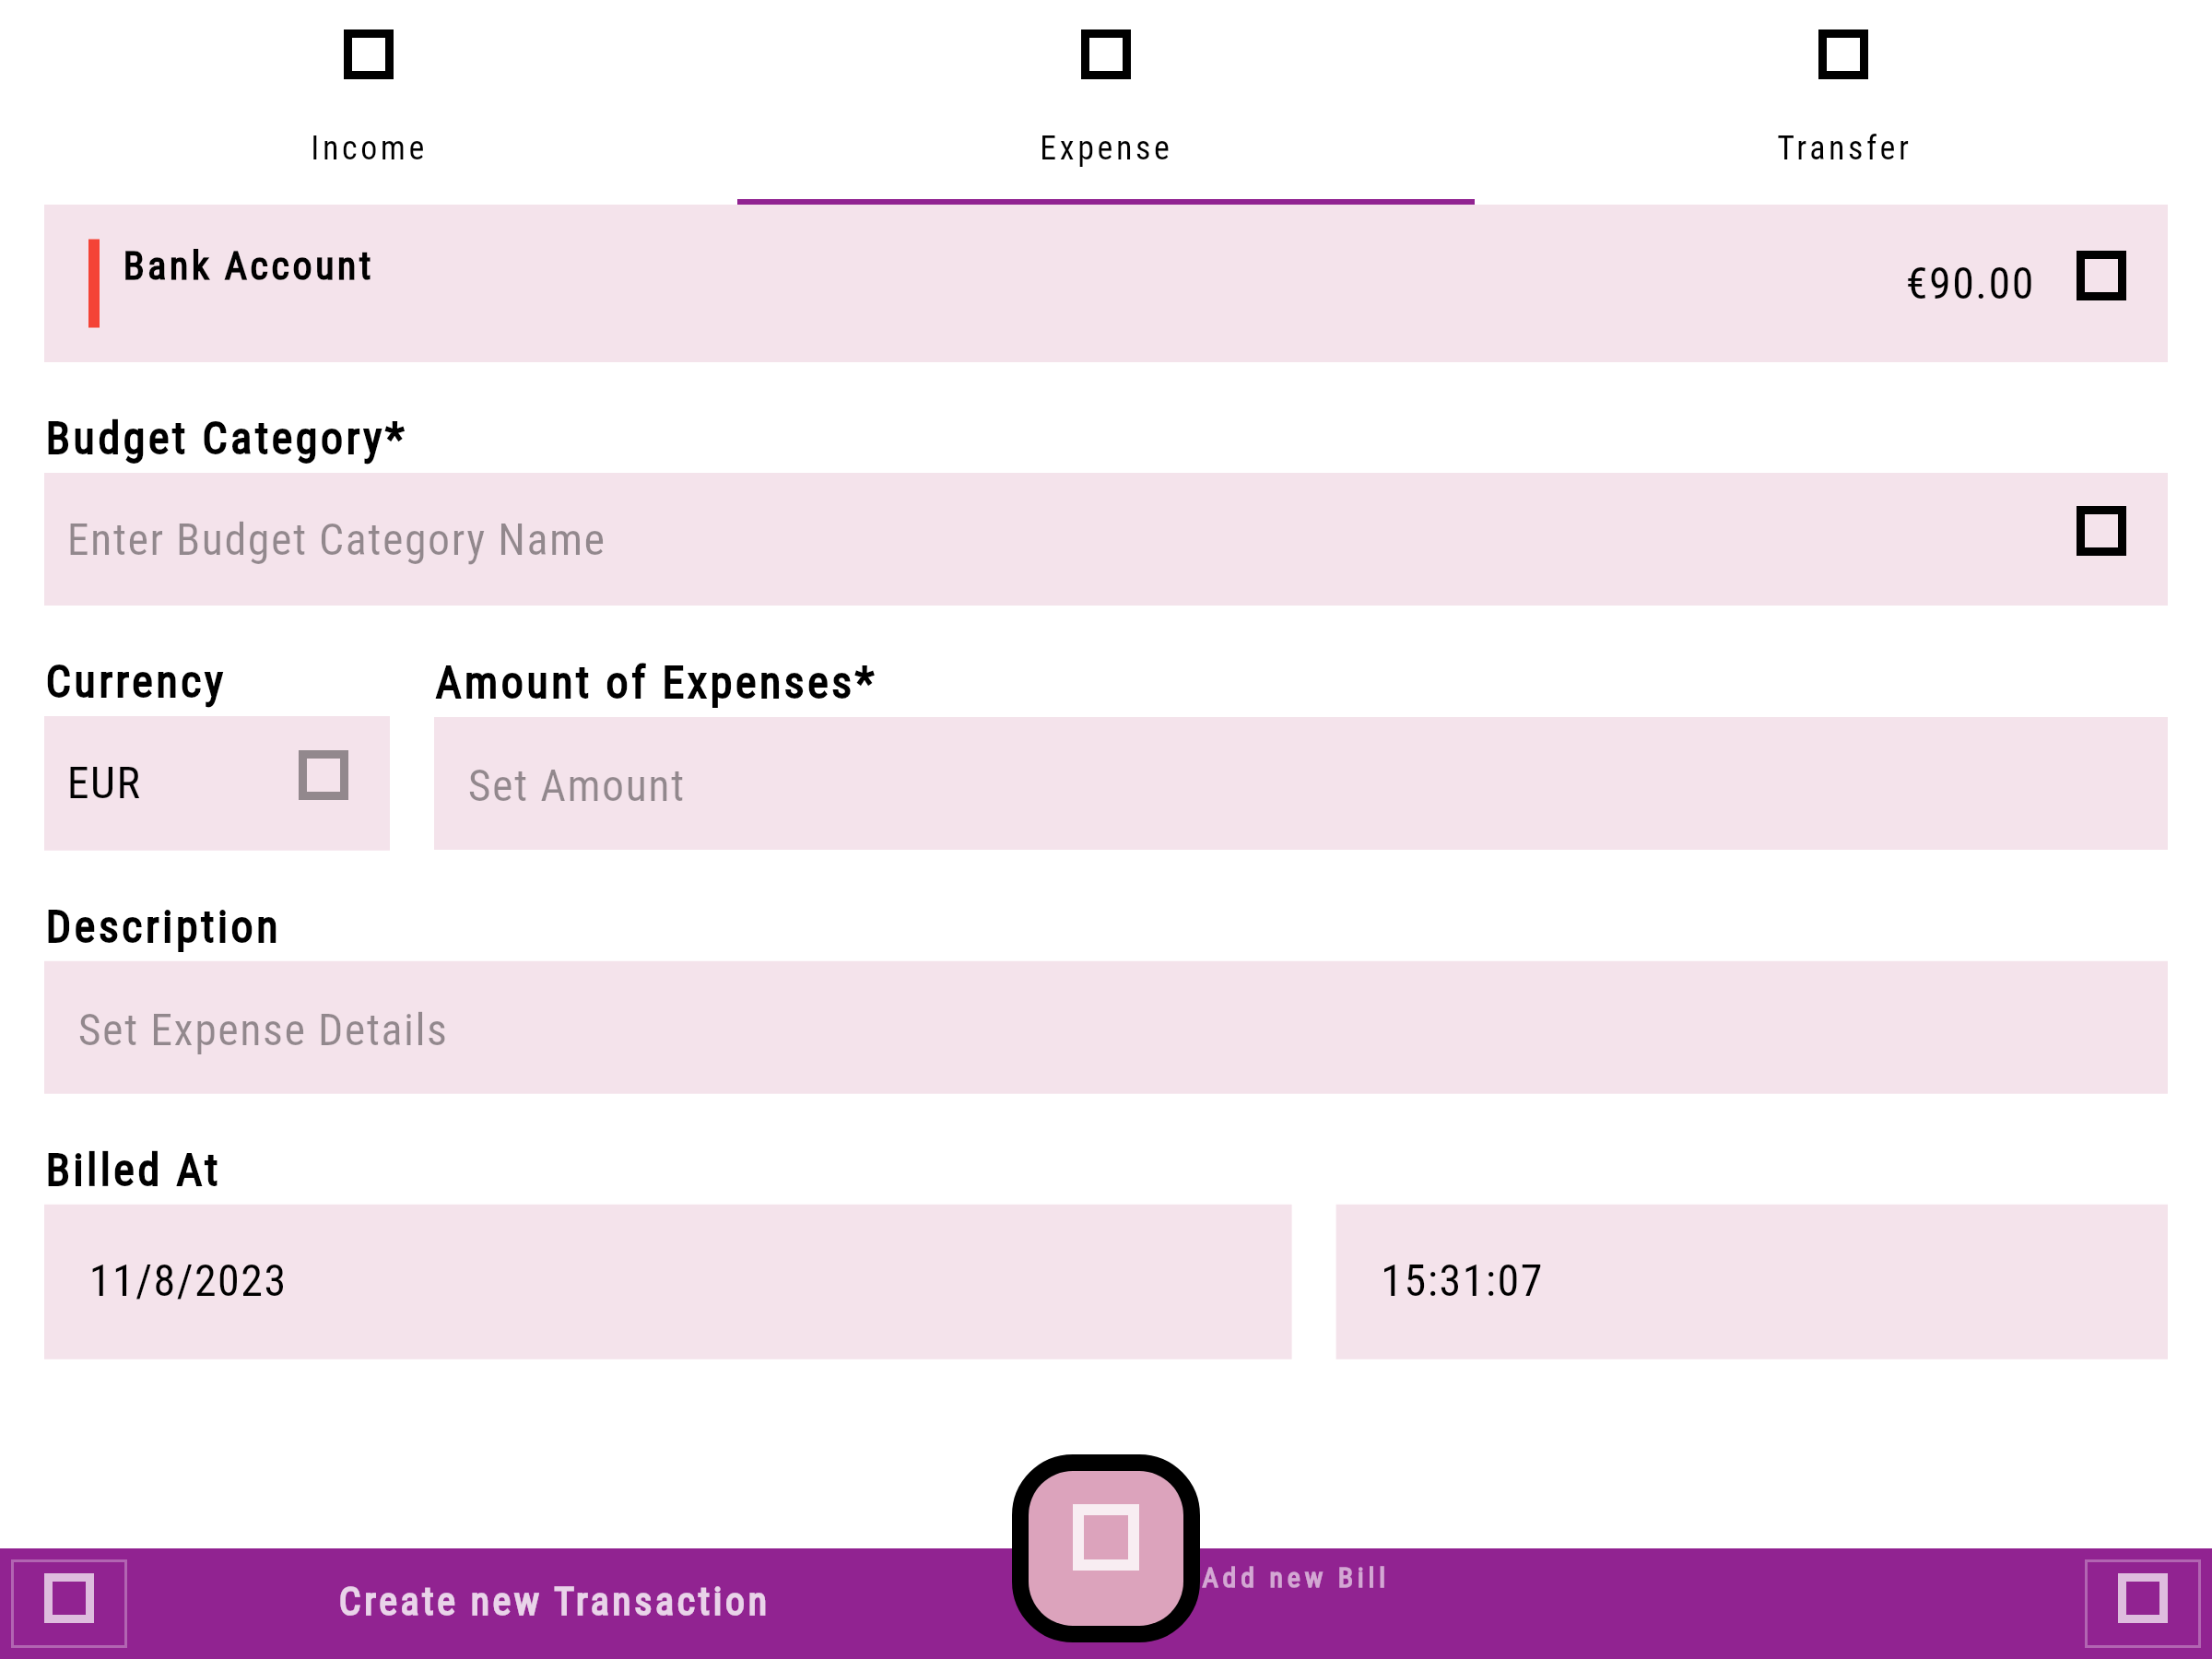 Income
Expense
Transfer
Bank Account
€90.00
Budget Category*
Enter Budget Category Name
Currency
Amount of Expenses*
EUR
Set Amount
Description
Set Expense Details
Billed At
11/8/2023
15:31:07
Create new Transaction
Add new Bill